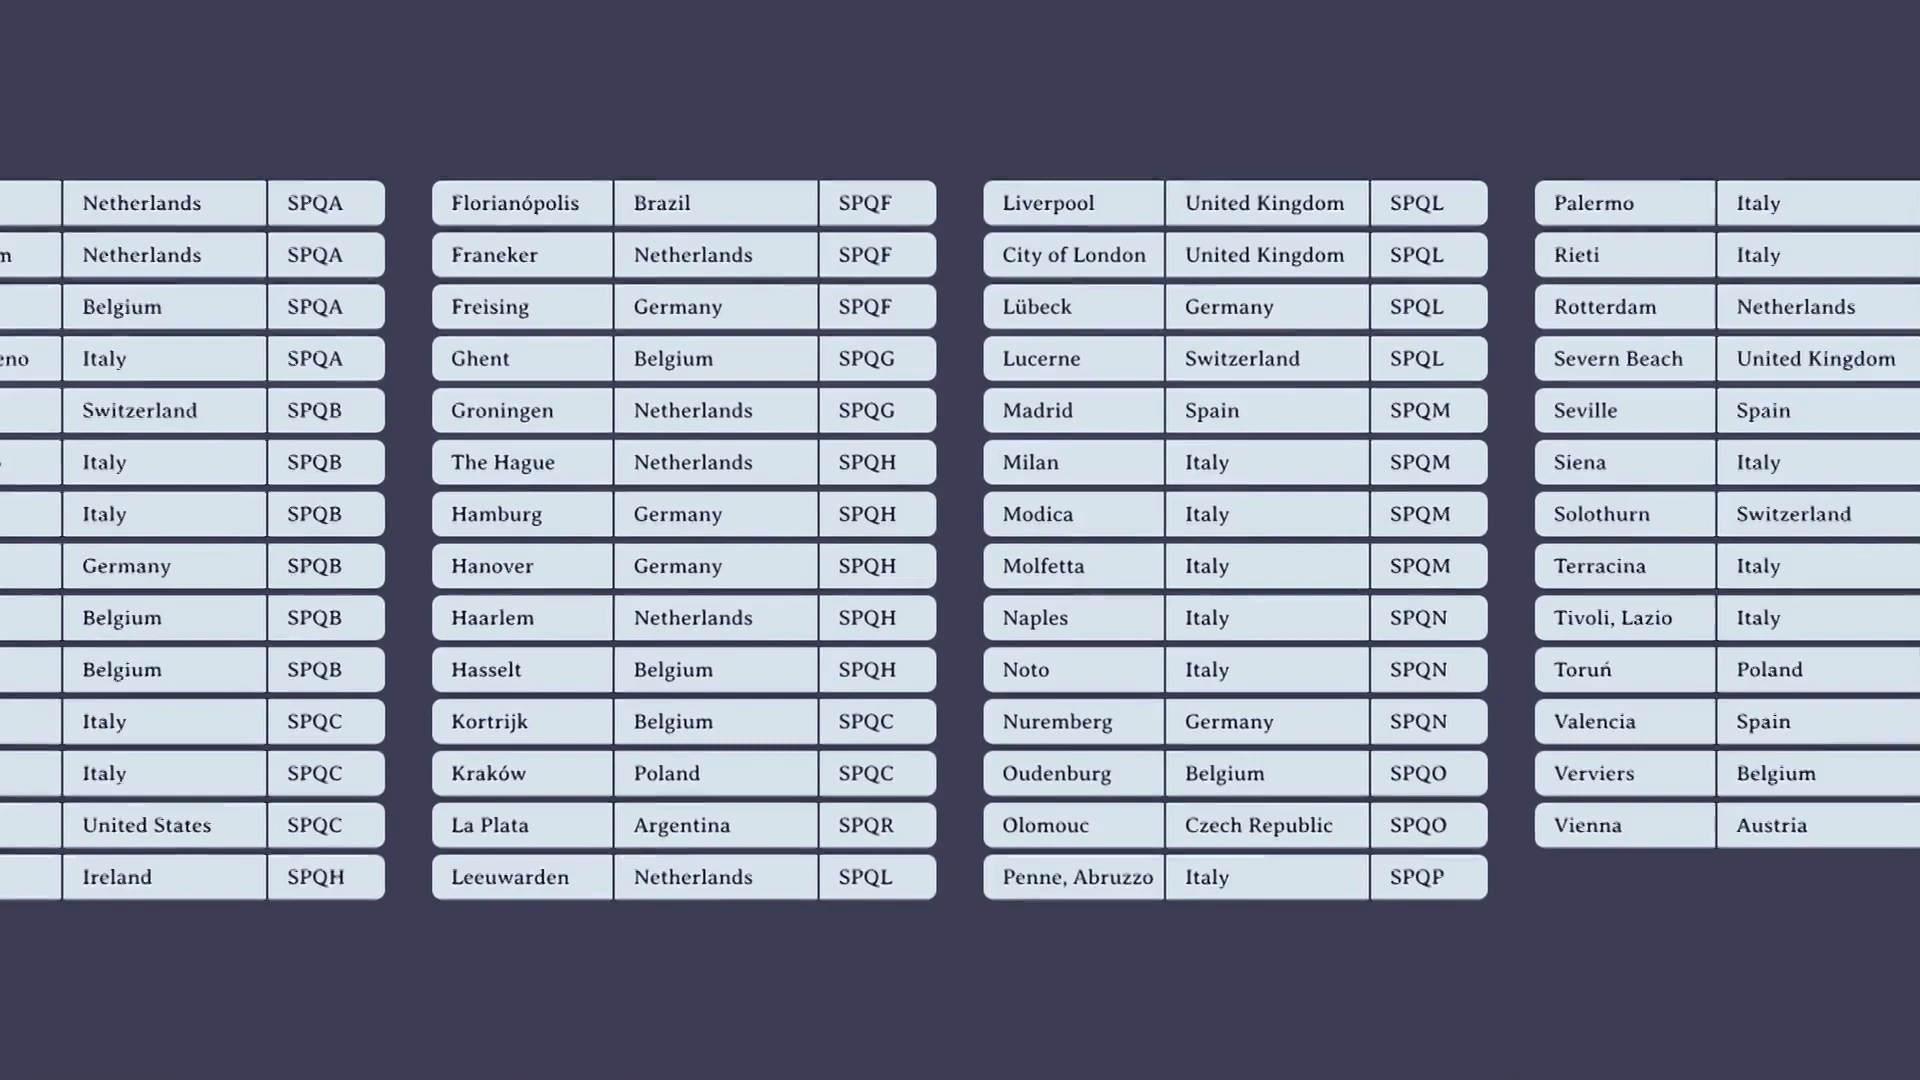 Netherlands SPQA
Netherlands SPQA
Belgium SPQA
Italy SPQA
Switzerland SPQB
Italy SPQB
Italy SPQB
Germany SPQB
Belgium SPQB
Belgium SPQB
Italy SPQC
Italy SPQC
United States SPQC
Ireland SPQH
Florianópolis Brazil SPQF
Franeker Netherlands SPQF
Freising Germany SPQF
Ghent Belgium SPQG
Groningen Netherlands SPQG
The Hague Netherlands SPQH
Hamburg Germany SPQH
Hanover Germany SPQH
Haarlem Netherlands SPQH
Hasselt Belgium SPQH
Kortrijk Belgium SPQC
Kraków Poland SPQC
La Plata Argentina SPQR
Leeuwarden Netherlands SPQL
Liverpool United Kingdom SPQL
City of London United Kingdom SPQL
Lübeck Germany SPQL
Lucerne Switzerland SPQL
Madrid Spain SPQM
Milan Italy SPQM
Modica Italy SPQM
Molfetta Italy SPQM
Naples Italy SPQN
Noto Italy SPQN
Nuremberg Germany SPQN
Oudenburg Belgium SPQO
Olomouc Czech Republic SPQO
Penne, Abruzzo Italy SPQP
Palermo Italy
Rieti Italy
Rotterdam Netherlands
Severn Beach United Kingdom
Seville Spain
Siena Italy
Solothurn Switzerland
Terracina Italy
Tivoli, Lazio Italy
Toruń Poland
Valencia Spain
Verviers Belgium
Vienna Austria